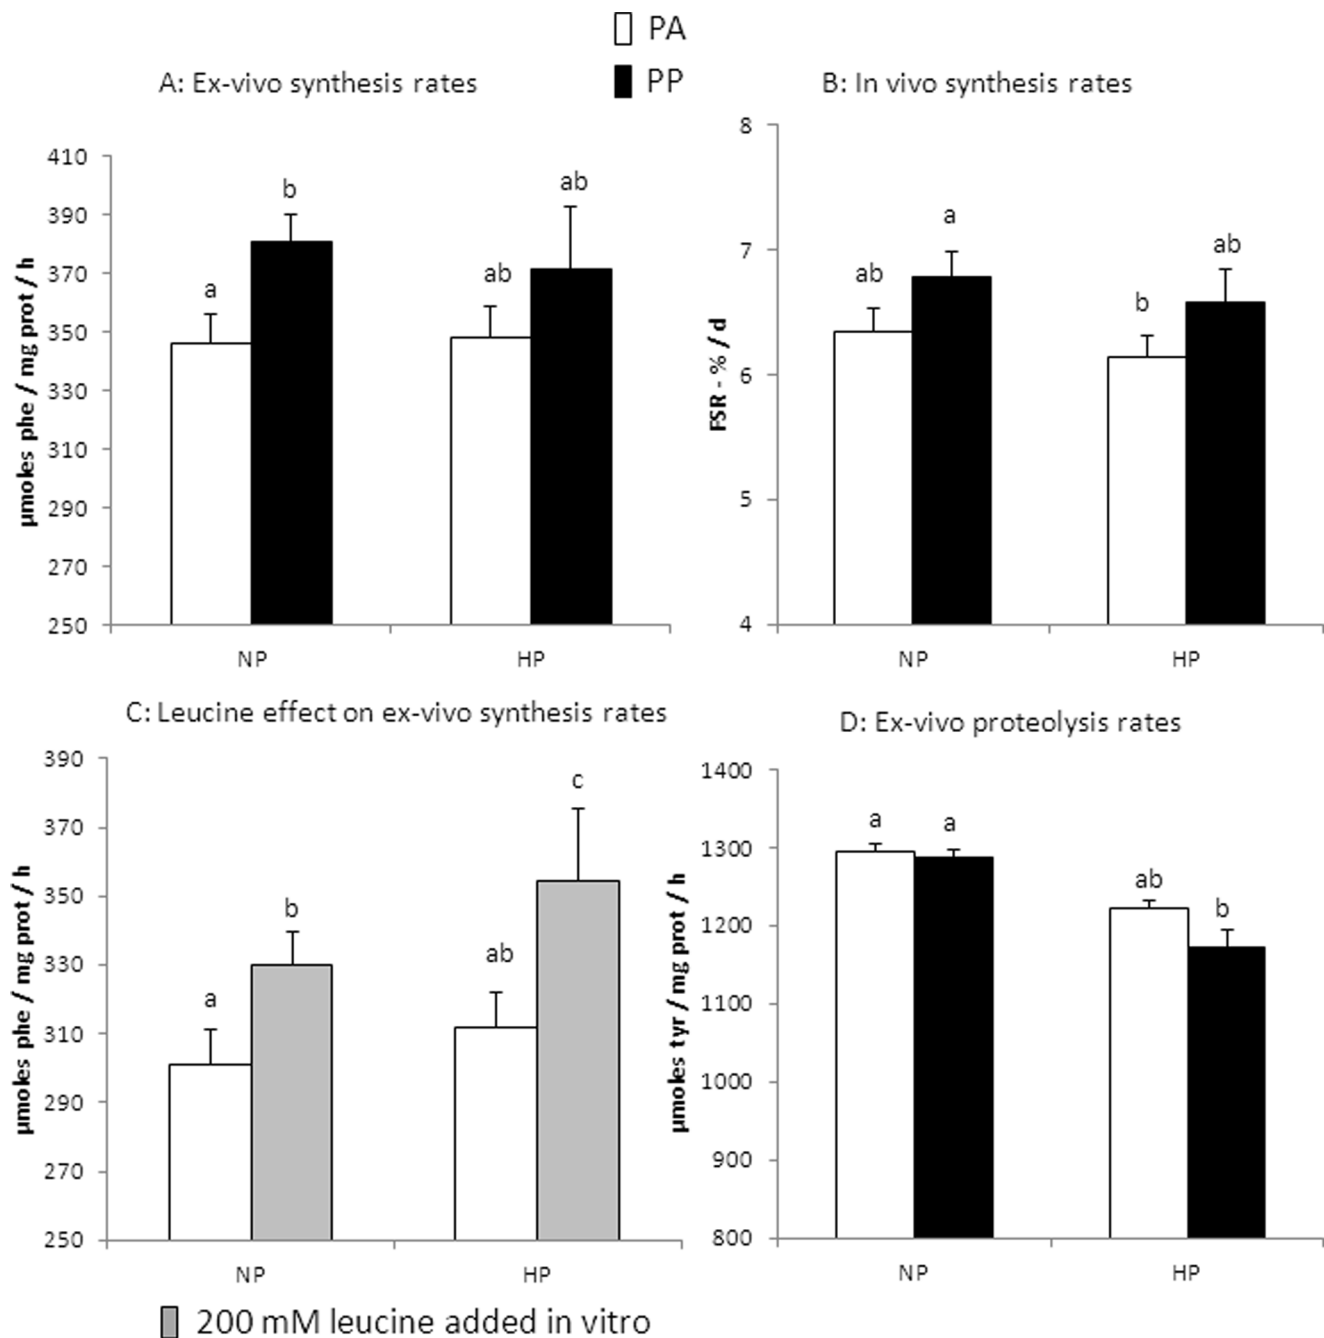 PA
PP
A: Ex-vivo synthesis rates
B: In vivo synthesis rates
µmoles phe / mg prot / h
410
390
370
350
330
310
290
270
250
a
b
ab
ab
NP
HP
FSR - % / d
8
7
6
5
4
ab
a
b
ab
NP
HP
C: Leucine effect on ex-vivo synthesis rates
D: Ex-vivo proteolysis rates
µmoles phe / mg prot / h
390
370
350
330
310
290
270
250
a
b
ab
c
NP
HP
µmoles tyr / mg prot / h
1400
1300
1200
1100
1000
900
800
a
a
ab
b
NP
HP
200 mM leucine added in vitro